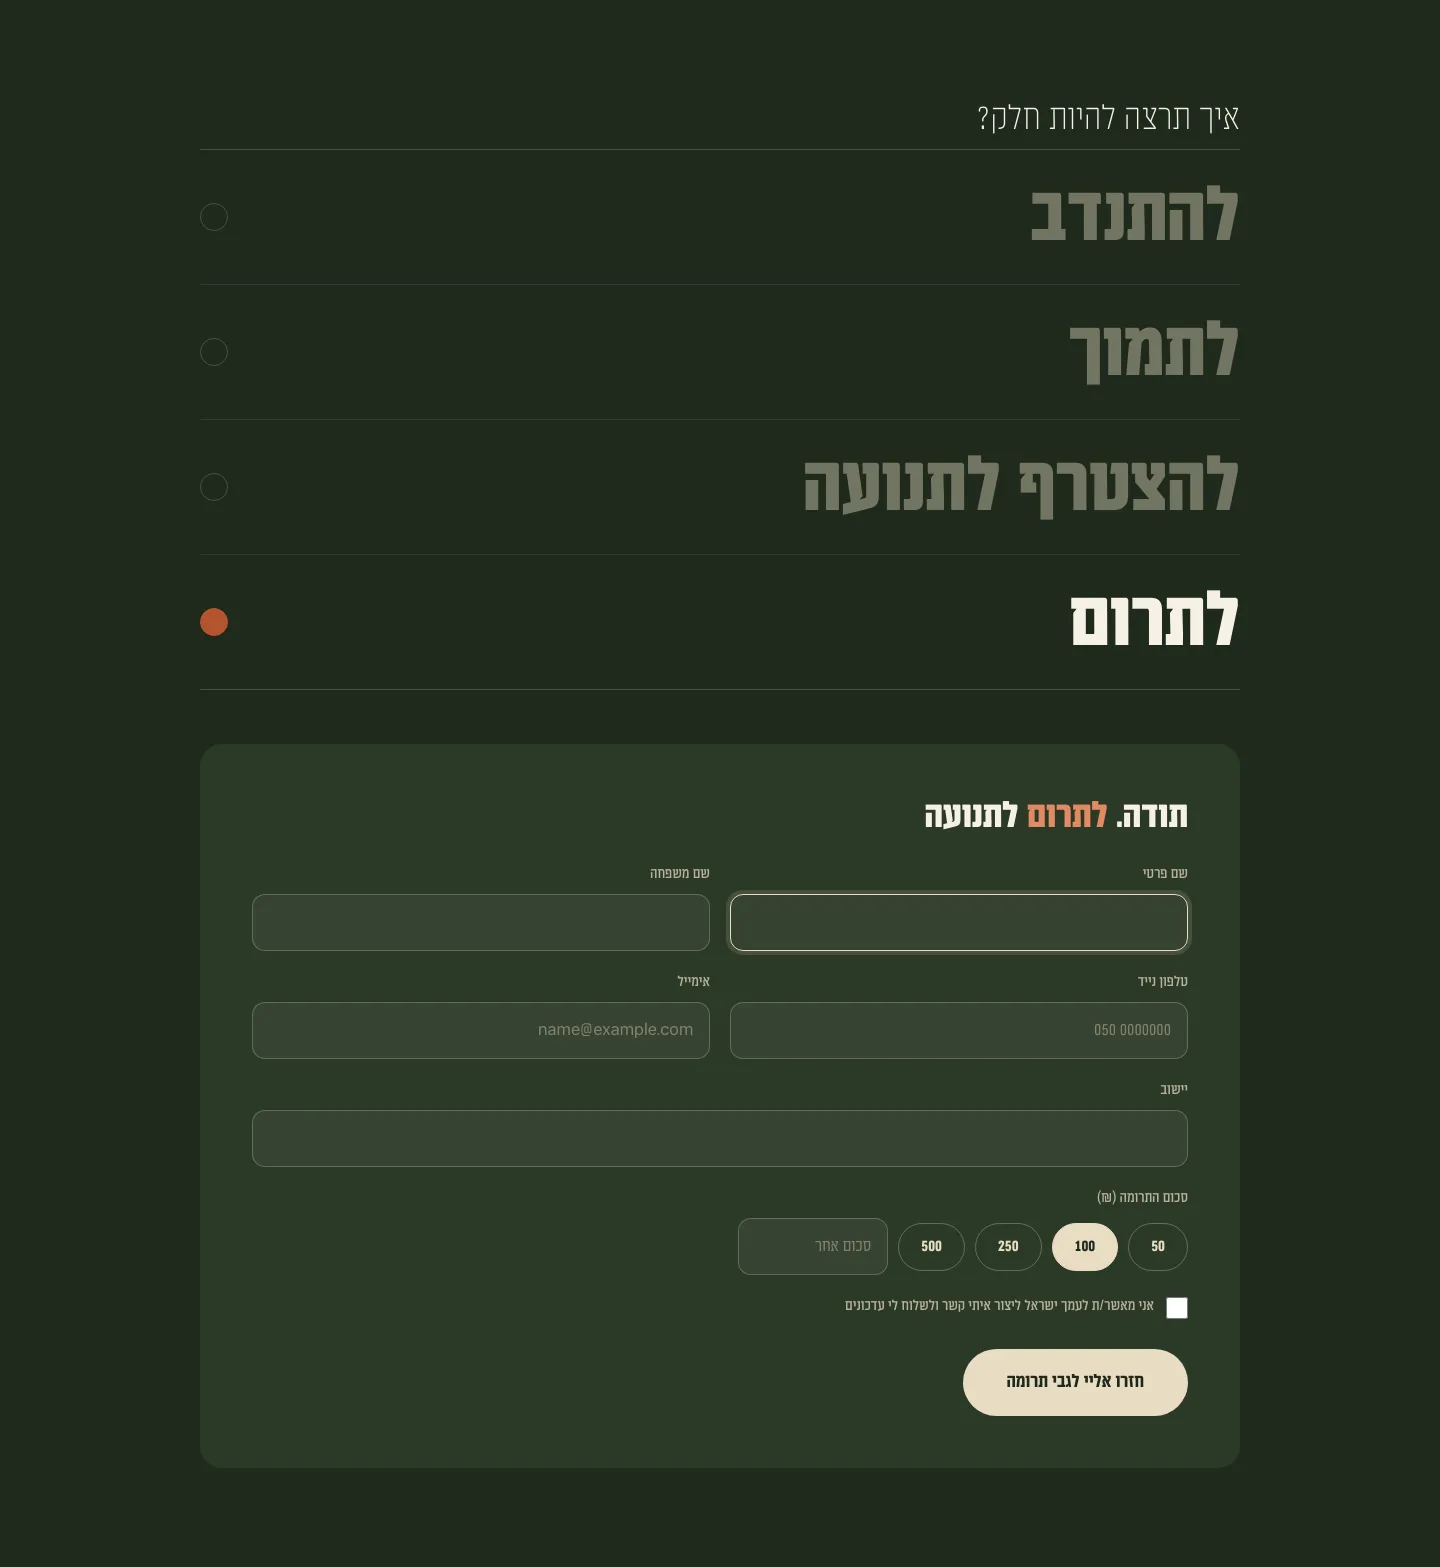 איך תרצה להיות חלק?
להתנדב
לתמוך
להצטרף לתנועה
לתרום
תודה. לתרום לתנועה
שם פרטי
שם משפחה
טלפון נייד
אימייל
050 0000000
name@example.com
יישוב
סכום התרומה (₪)
50
100
250
500
סכום אחר
אני מאשר/ת לעמך ישראל ליצור איתי קשר ולשלוח לי עדכונים
חזרו אליי לגבי תרומה